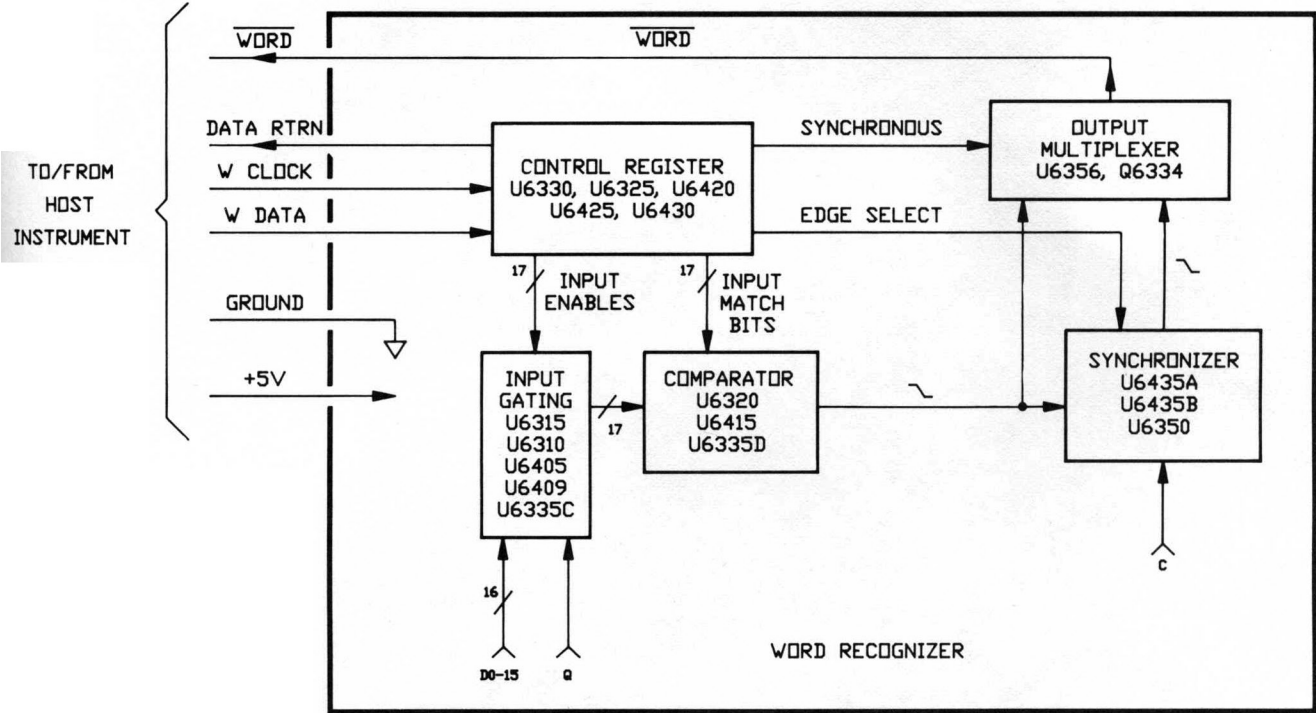 WORD
WORD
DATA RTRN
SYNCHRONOUS
OUTPUT
MULTIPLEXER
U6356, Q6334
CONTROL REGISTER
U6330, U6325, U6420
U6425, U6430
TO/FROM
HOST
INSTRUMENT
W CLOCK
W DATA
EDGE SELECT
17
INPUT
ENABLES
17
INPUT
MATCH
BITS
GROUND
+5V
INPUT
GATING
U6315
U6310
U6405
U6409
U6335C
17
COMPARATOR
U6320
U6415
U6335D
SYNCHRONIZER
U6435A
U6435B
U6350
C
16
D0-15
Q
WORD RECOGNIZER